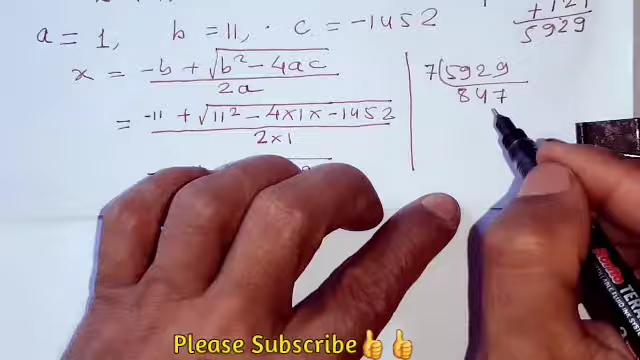 + 121
5929
a = 1, b = 11, · c = -1452
x = -b + √b² - 4ac
2a
= -11 + √11² - 4×1×-1452
2×1
7(5929
847
Please Subscribe👍👍